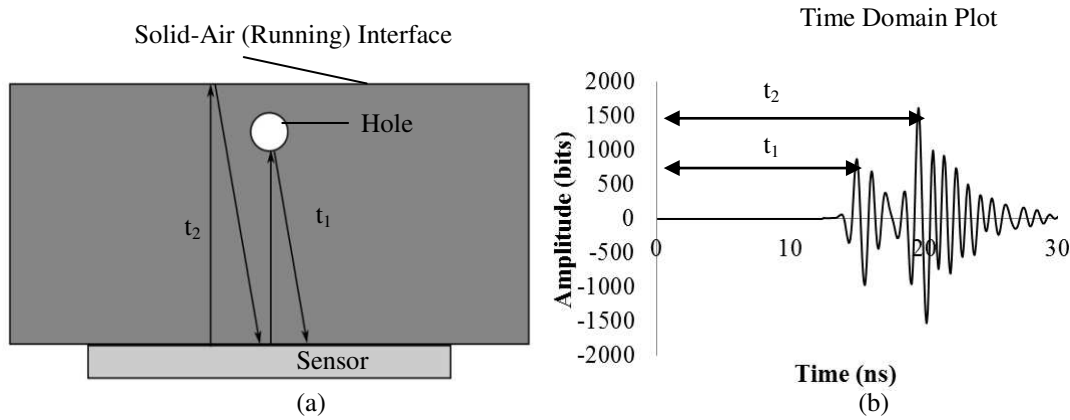 Solid-Air (Running) Interface
Hole
t₂
t₁
Sensor
(a)
Time Domain Plot
2000
1500
1000
500
0
-500
-1000
-1500
-2000
Amplitude (bits)
t₂
t₁
0 10 20 30
Time (ns)
(b)